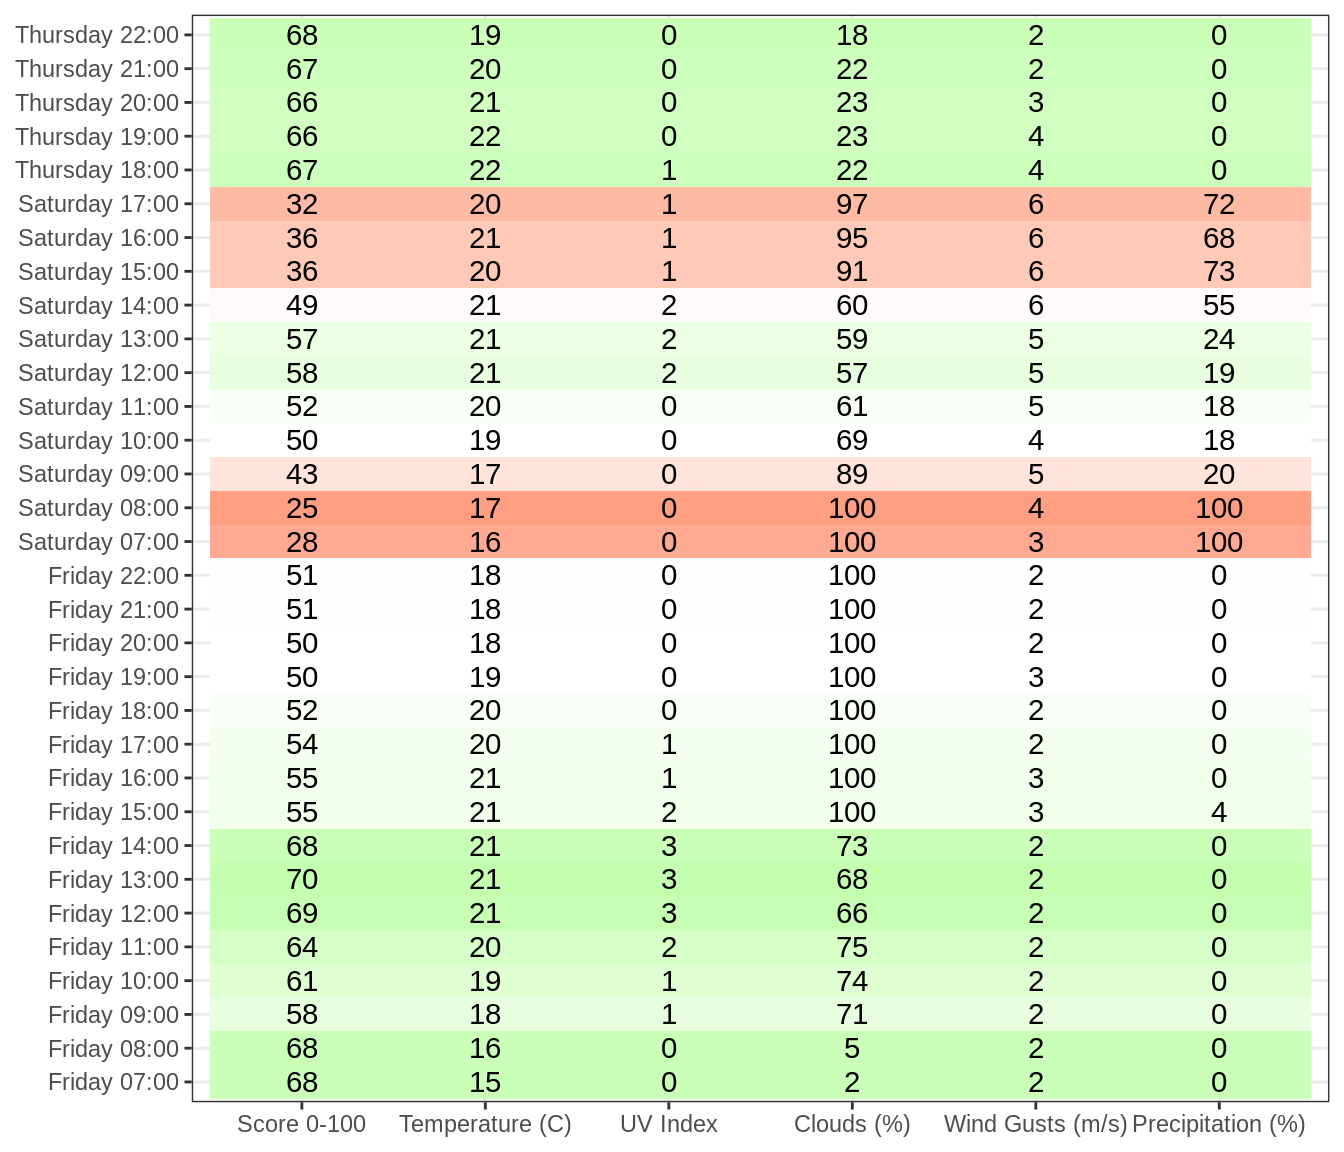 Thursday 22:00 68 19 0 18 2 0
Thursday 21:00 67 20 0 22 2 0
Thursday 20:00 66 21 0 23 3 0
Thursday 19:00 66 22 0 23 4 0
Thursday 18:00 67 22 1 22 4 0
Saturday 17:00 32 20 1 97 6 72
Saturday 16:00 36 21 1 95 6 68
Saturday 15:00 36 20 1 91 6 73
Saturday 14:00 49 21 2 60 6 55
Saturday 13:00 57 21 2 59 5 24
Saturday 12:00 58 21 2 57 5 19
Saturday 11:00 52 20 0 61 5 18
Saturday 10:00 50 19 0 69 4 18
Saturday 09:00 43 17 0 89 5 20
Saturday 08:00 25 17 0 100 4 100
Saturday 07:00 28 16 0 100 3 100
Friday 22:00 51 18 0 100 2 0
Friday 21:00 51 18 0 100 2 0
Friday 20:00 50 18 0 100 2 0
Friday 19:00 50 19 0 100 3 0
Friday 18:00 52 20 0 100 2 0
Friday 17:00 54 20 1 100 2 0
Friday 16:00 55 21 1 100 3 0
Friday 15:00 55 21 2 100 3 4
Friday 14:00 68 21 3 73 2 0
Friday 13:00 70 21 3 68 2 0
Friday 12:00 69 21 3 66 2 0
Friday 11:00 64 20 2 75 2 0
Friday 10:00 61 19 1 74 2 0
Friday 09:00 58 18 1 71 2 0
Friday 08:00 68 16 0 5 2 0
Friday 07:00 68 15 0 2 2 0
Score 0-100 Temperature (C) UV Index Clouds (%) Wind Gusts (m/s) Precipitation (%)